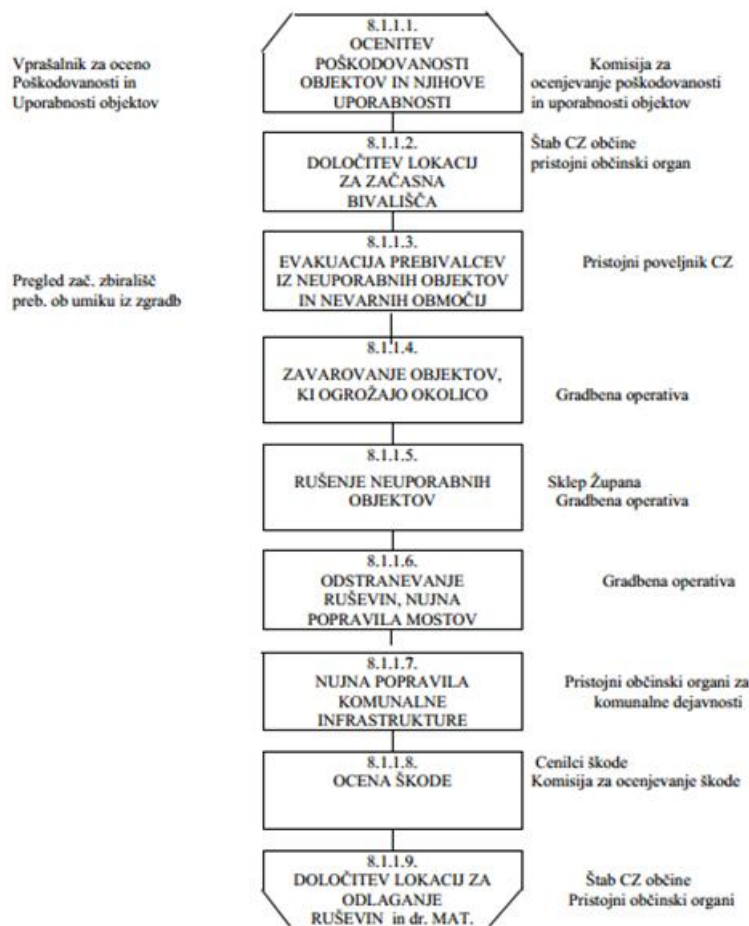 8.1.1.1.
OCENITEV
POŠKODOVANOSTI
OBJEKTOV IN NJIHOVE
UPORABNOSTI
Vprašalnik za oceno
Poškodovanosti in
Uporabnosti objektov
Komisija za
ocenjevanje poškodovanosti
in uporabnosti objektov
8.1.1.2.
DOLOČITEV LOKACIJ
ZA ZAČASNA
BIVALIŠČA
Štab CZ občine
pristojni občinski organ
8.1.1.3.
EVAKUACIJA PREBIVALCEV
IZ NEUPORABNIH OBJEKTOV
IN NEVARNIH OBMOČIJ
Pregled zač. zbirališč
preb. ob umiku iz zgradb
Pristojni poveljnik CZ
8.1.1.4.
ZAVAROVANJE OBJEKTOV,
KI OGROŽAJO OKOLICO
Gradbena operativa
8.1.1.5.
RUŠENJE NEUPORABNIH
OBJEKTOV
Sklep Župana
Gradbena operativa
8.1.1.6.
ODSTRANEVANJE
RUŠEVIN, NUJNA
POPRAVILA MOSTOV
Gradbena operativa
8.1.1.7.
NUJNA POPRAVILA
KOMUNALNE
INFRASTRUKTURE
Pristojni občinski organi za
komunalne dejavnosti
8.1.1.8.
OCENA ŠKODE
Cenilci škode
Komisija za ocenjevanje škode
8.1.1.9.
DOLOČITEV LOKACIJ ZA
ODLAGANJE
RUŠEVIN in dr. MAT.
Štab CZ občine
Pristojni občinski organi